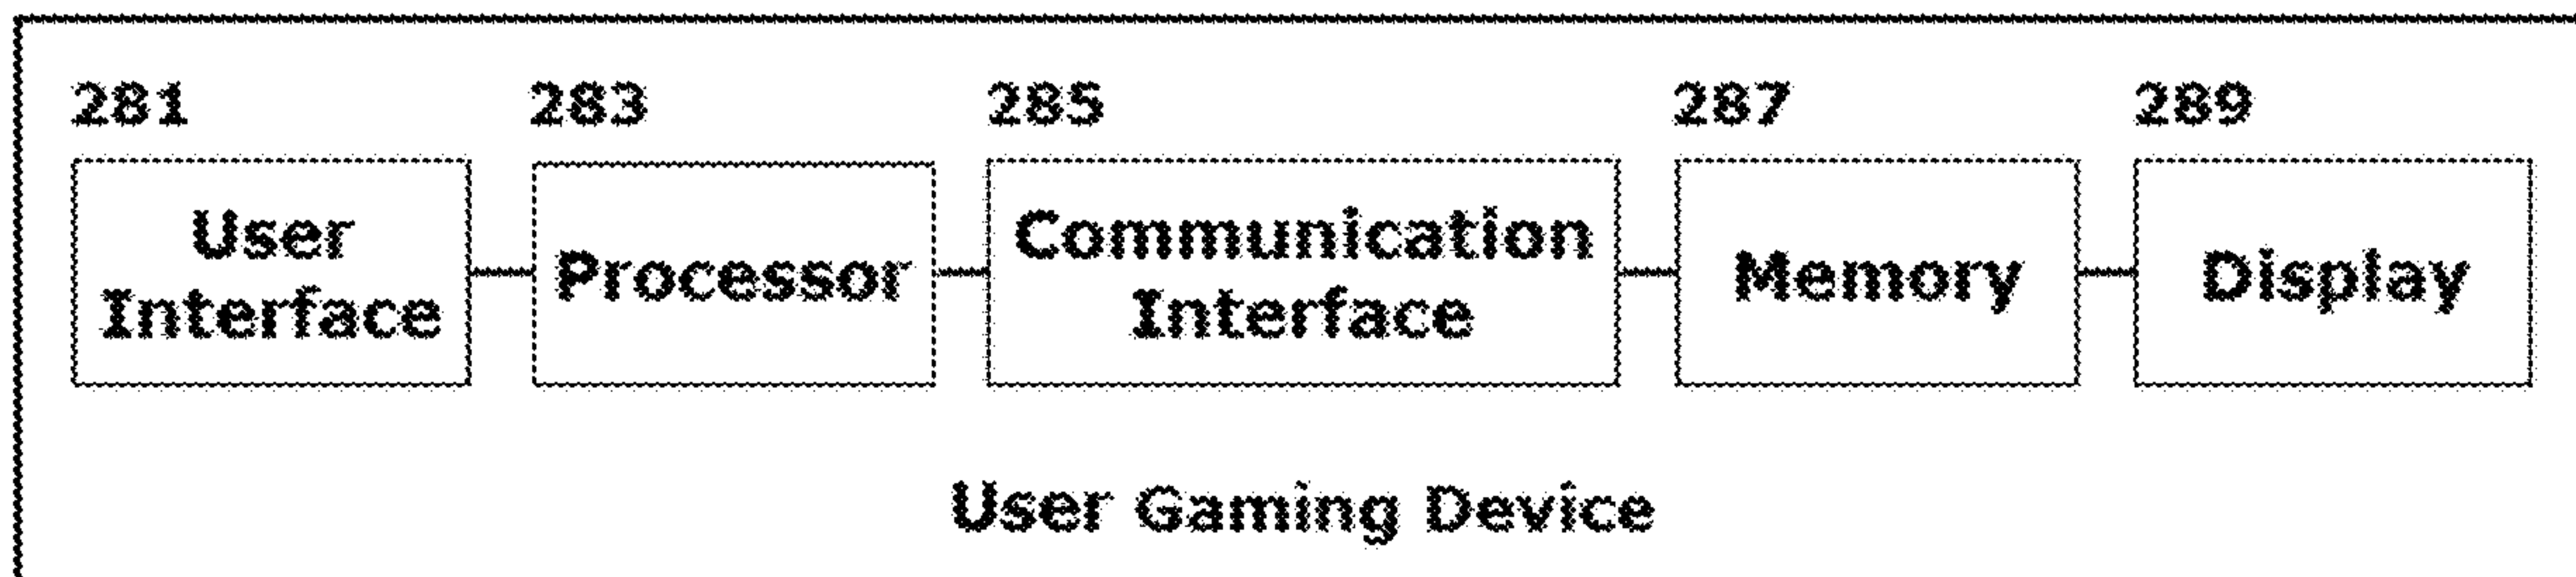 281 283 285 287 289
User Interface
Processor
Communication Interface
Memory
Display
User Gaming Device